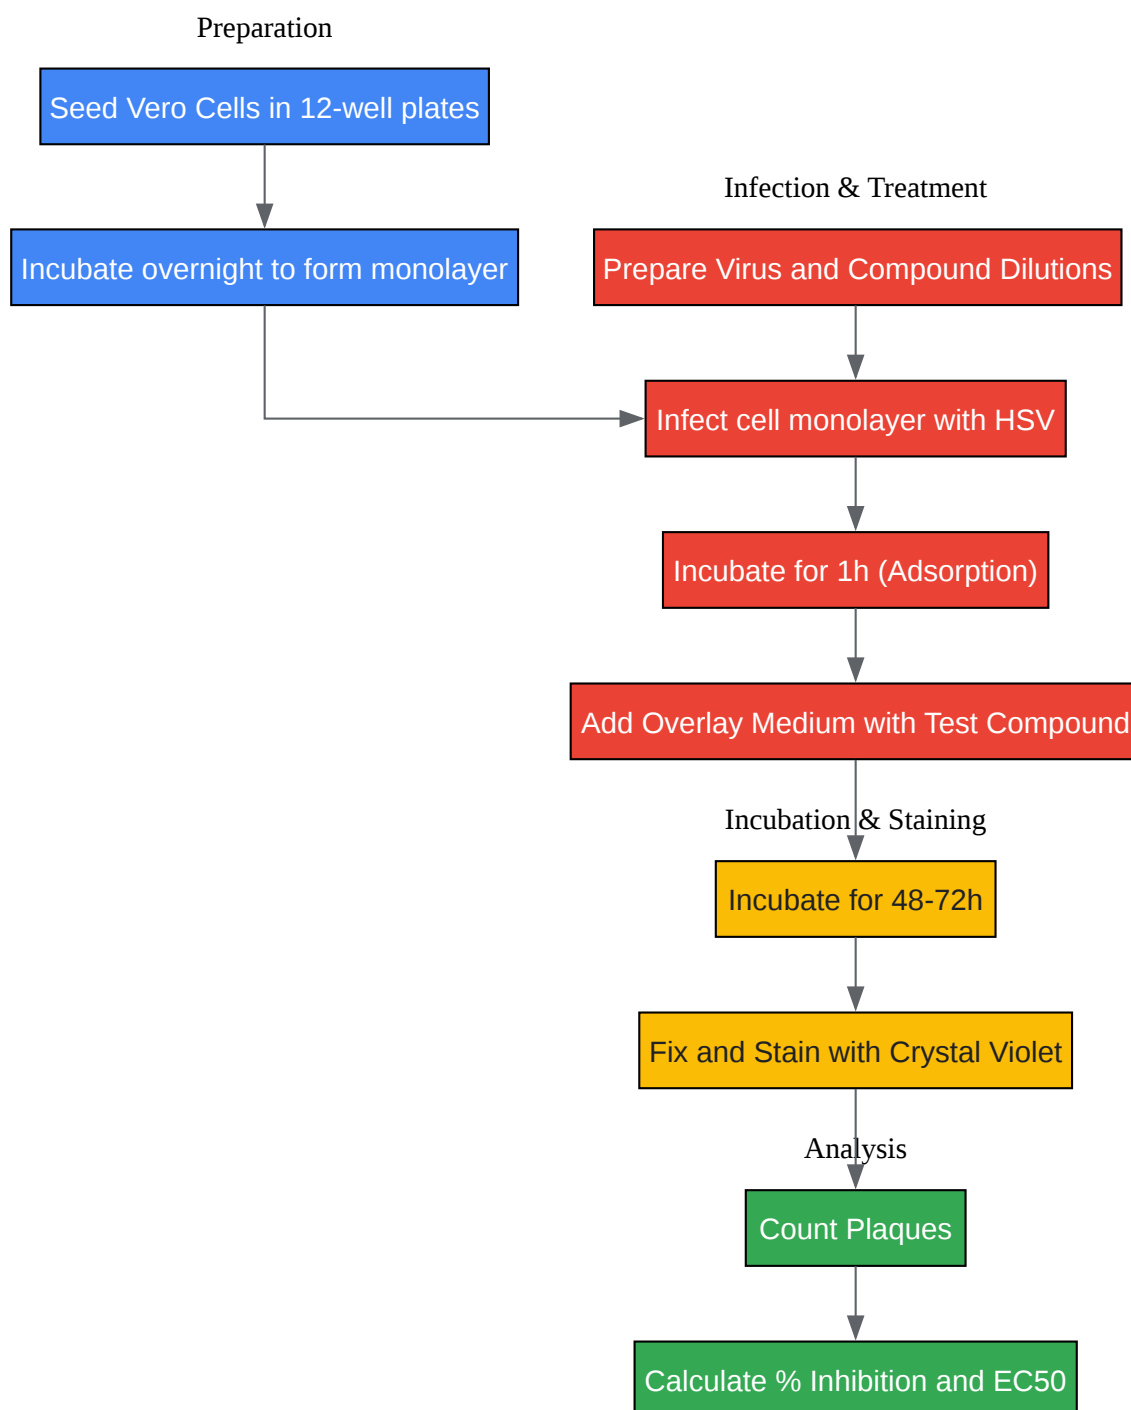 Preparation
Seed Vero Cells in 12-well plates
Incubate overnight to form monolayer
Infection & Treatment
Prepare Virus and Compound Dilutions
Infect cell monolayer with HSV
Incubate for 1h (Adsorption)
Add Overlay Medium with Test Compound
Incubation & Staining
Incubate for 48-72h
Fix and Stain with Crystal Violet
Analysis
Count Plaques
Calculate % Inhibition and EC50